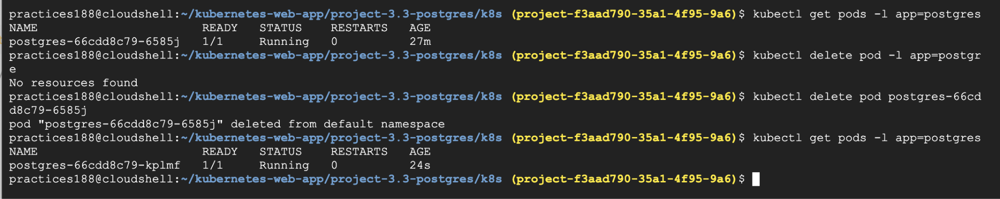 practices188@cloudshell:~/kubernetes-web-app/project-3.3-postgres/k8s (project-f3aad790-35a1-4f95-9a6)$ kubectl get pods -l app=postgres
NAME                        READY   STATUS    RESTARTS   AGE
postgres-66cdd8c79-6585j   1/1     Running   0          27m
practices188@cloudshell:~/kubernetes-web-app/project-3.3-postgres/k8s (project-f3aad790-35a1-4f95-9a6)$ kubectl delete pod -l app=postgr
e
No resources found
practices188@cloudshell:~/kubernetes-web-app/project-3.3-postgres/k8s (project-f3aad790-35a1-4f95-9a6)$ kubectl delete pod postgres-66cd
d8c79-6585j
pod "postgres-66cdd8c79-6585j" deleted from default namespace
practices188@cloudshell:~/kubernetes-web-app/project-3.3-postgres/k8s (project-f3aad790-35a1-4f95-9a6)$ kubectl get pods -l app=postgres
NAME                        READY   STATUS    RESTARTS   AGE
postgres-66cdd8c79-kplmf   1/1     Running   0          24s
practices188@cloudshell:~/kubernetes-web-app/project-3.3-postgres/k8s (project-f3aad790-35a1-4f95-9a6)$